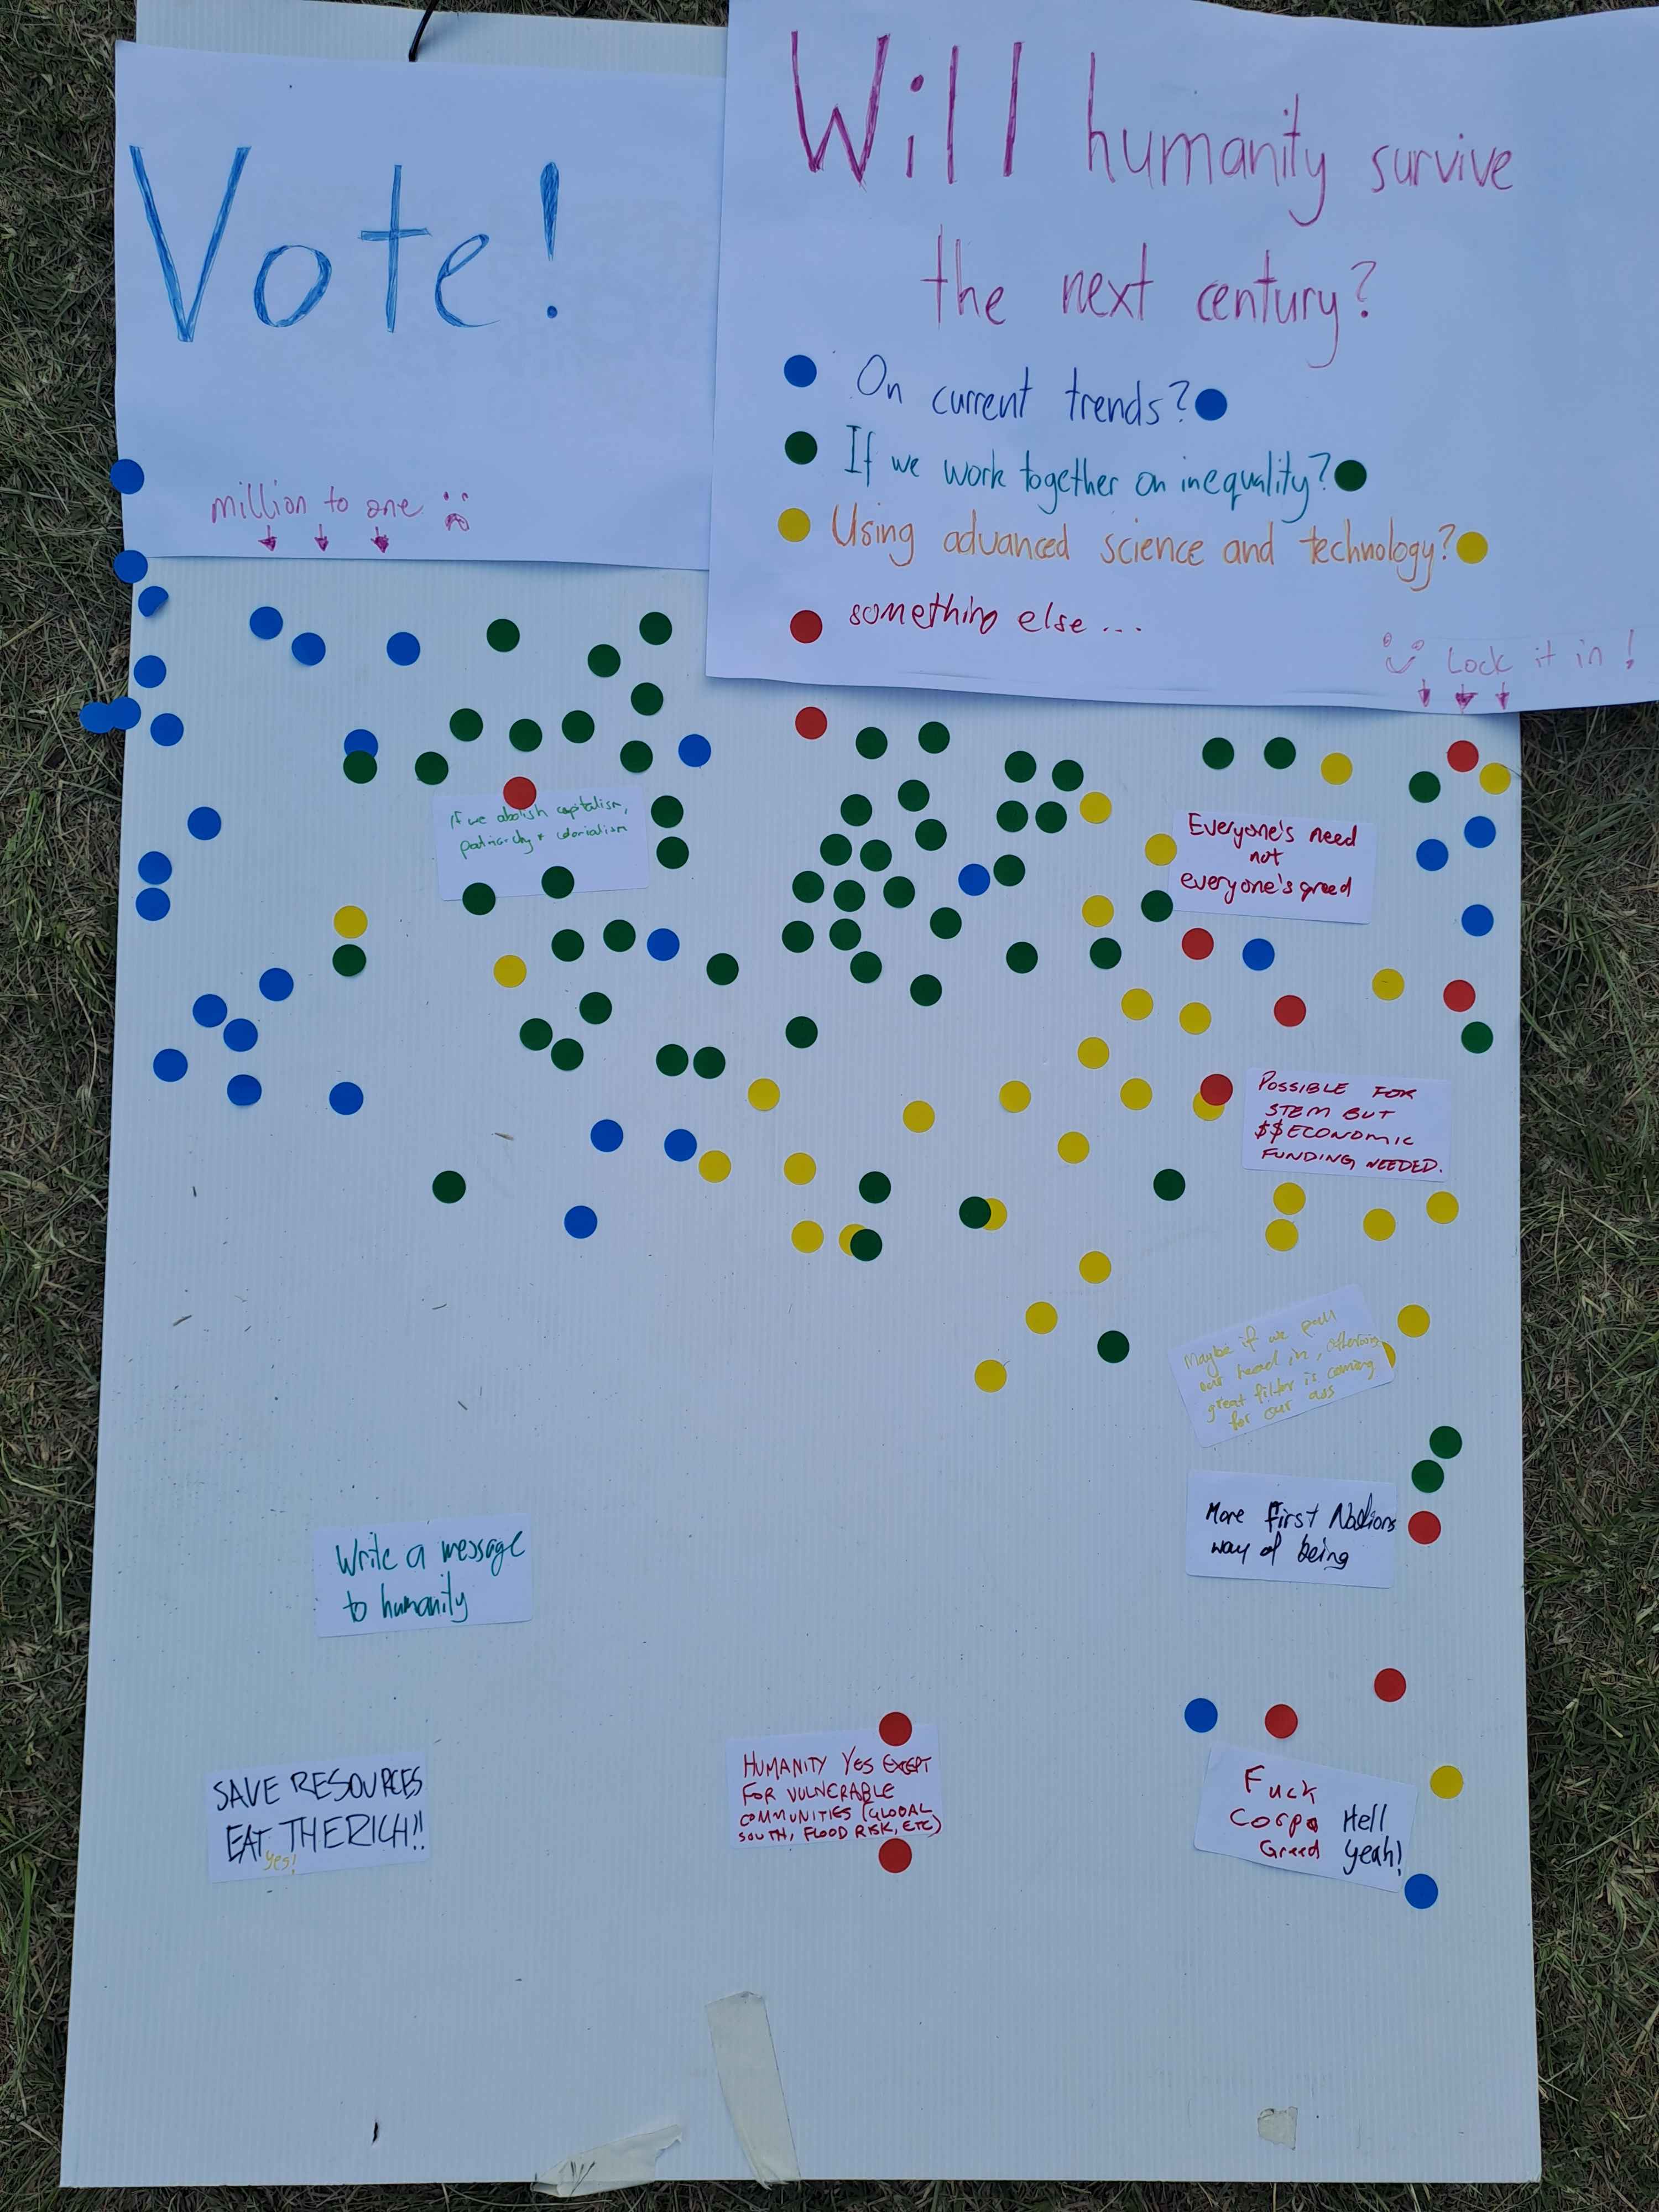 Vote!
million to one
Will humanity survive
the next century?
On current trends?
If we work together on inequality?
Using advanced science and technology?
something else...
Lock it in!
If we abolish capitalism,
patriarchy + colonialism
Everyone's need
not
everyone's greed
POSSIBLE FOR
STEM BUT
$$ECONOMIC
FUNDING NEEDED.
Maybe if we pull
our head in, otherwise
great filter is coming
for our ass
More First Nations
way of being
Write a message
to humanity
SAVE RESOURCES
EAT THE RICH!!
yes!
HUMANITY YES EXCEPT
FOR VULNERABLE
COMMUNITIES (GLOBAL
SOUTH, FLOOD RISK, ETC)
Fuck
Corpo
Greed
Hell
Yeah!